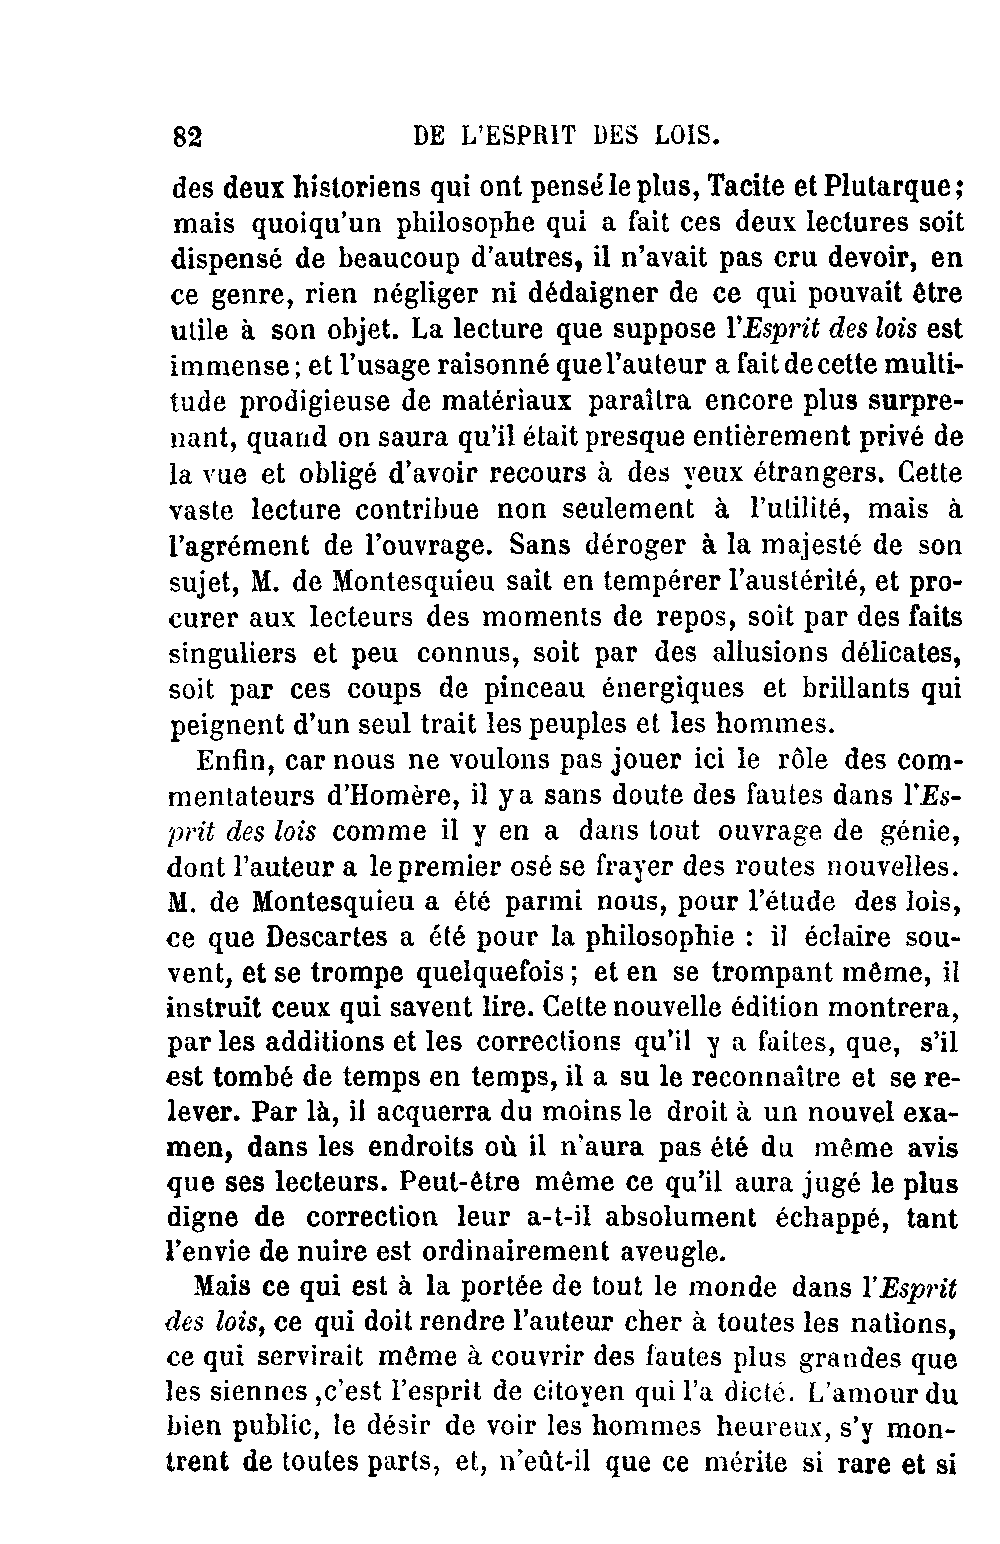 82 DE L'ESPRIT DES LOIS.
des deux historiens qui ont pensé le plus, Tacite et Plutarque;
mais quoiqu'un philosophe qui a fait ces deux lectures soit
dispensé de beaucoup d'autres, il n'avait pas cru devoir, en
ce genre, rien négliger ni dédaigner de ce qui pouvait être
utile à son objet. La lecture que suppose l'Esprit des lois est
immense; et l'usage raisonné que l'auteur a fait de cette multi-
tude prodigieuse de matériaux paraîtra encore plus surpre-
nant, quand on saura qu'il était presque entièrement privé de
la vue et obligé d'avoir recours à des yeux étrangers. Cette
vaste lecture contribue non seulement à l'utilité, mais à
l'agrément de l'ouvrage. Sans déroger à la majesté de son
sujet, M. de Montesquieu sait en tempérer l'austérité, et pro-
curer aux lecteurs des moments de repos, soit par des faits
singuliers et peu connus, soit par des allusions délicates,
soit par ces coups de pinceau énergiques et brillants qui
peignent d'un seul trait les peuples et les hommes.
Enfin, car nous ne voulons pas jouer ici le rôle des com-
mentateurs d'Homère, il y a sans doute des fautes dans l'Es-
prit des lois comme il y en a dans tout ouvrage de génie,
dont l'auteur a le premier osé se frayer des routes nouvelles.
M. de Montesquieu a été parmi nous, pour l'étude des lois,
ce que Descartes a été pour la philosophie : il éclaire sou-
vent, et se trompe quelquefois; et en se trompant même, il
instruit ceux qui savent lire. Cette nouvelle édition montrera,
par les additions et les corrections qu'il y a faites, que, s'il
est tombé de temps en temps, il a su le reconnaître et se re-
lever. Par là, il acquerra du moins le droit à un nouvel exa-
men, dans les endroits où il n'aura pas été du même avis
que ses lecteurs. Peut-être même ce qu'il aura jugé le plus
digne de correction leur a-t-il absolument échappé, tant
l'envie de nuire est ordinairement aveugle.
Mais ce qui est à la portée de tout le monde dans l'Esprit
des lois, ce qui doit rendre l'auteur cher à toutes les nations,
ce qui servirait même à couvrir des fautes plus grandes que
les siennes ,c'est l'esprit de citoyen qui l'a dicté. L'amour du
bien public, le désir de voir les hommes heureux, s'y mon-
trent de toutes parts, et, n'eût-il que ce mérite si rare et si